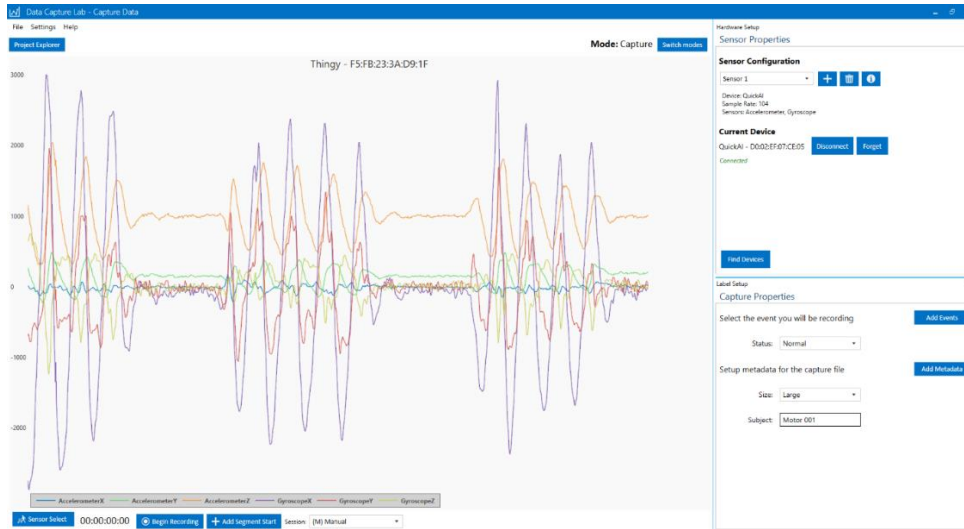 Data Capture Lab - Capture Data
File Settings Help
Project Explorer
Mode: Capture
Switch modes
Thingy - F5:FB:23:3A:D9:1F
3000
2000
1000
0
-1000
-2000
AccelerometerX AccelerometerY AccelerometerZ GyroscopeX GyroscopeY GyroscopeZ
Sensor Select
00:00:00:00
Begin Recording
Add Segment Start
Session: (M) Manual
Hardware Setup
Sensor Properties
Sensor Configuration
Sensor 1
Device: QuickAI
Sample Rate: 104
Sensors: Accelerometer, Gyroscope
Current Device
QuickAI - D0:02:EF:07:CE:05
Disconnect
Forget
Connected
Find Devices
Label Setup
Capture Properties
Select the event you will be recording
Add Events
Status: Normal
Setup metadata for the capture file
Add Metadata
Size: Large
Subject: Motor 001